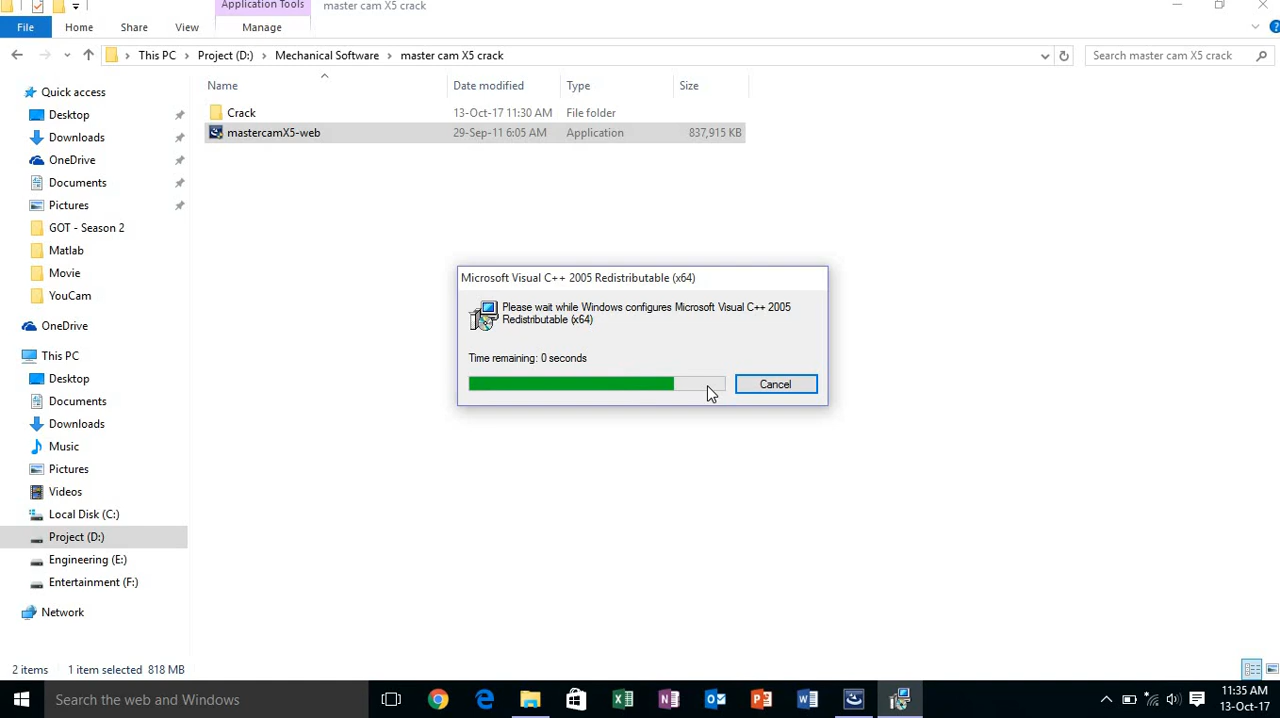 Application Tools master cam X5 crack
File Home Share View Manage
This PC Project (D:) Mechanical Software master cam X5 crack Search master cam X5 crack
Name Date modified Type Size
Quick access
Desktop
Downloads
OneDrive
Documents
Pictures
GOT - Season 2
Matlab
Movie
YouCam
OneDrive
This PC
Desktop
Documents
Downloads
Music
Pictures
Videos
Local Disk (C:)
Project (D:)
Engineering (E:)
Entertainment (F:)
Network
Crack 13-Oct-17 11:30 AM File folder
mastercamX5-web 29-Sep-11 6:05 AM Application 837,915 KB
Microsoft Visual C++ 2005 Redistributable (x64)
Please wait while Windows configures Microsoft Visual C++ 2005
Redistributable (x64)
Time remaining: 0 seconds
Cancel
2 items 1 item selected 818 MB
Search the web and Windows
11:35 AM
13-Oct-17